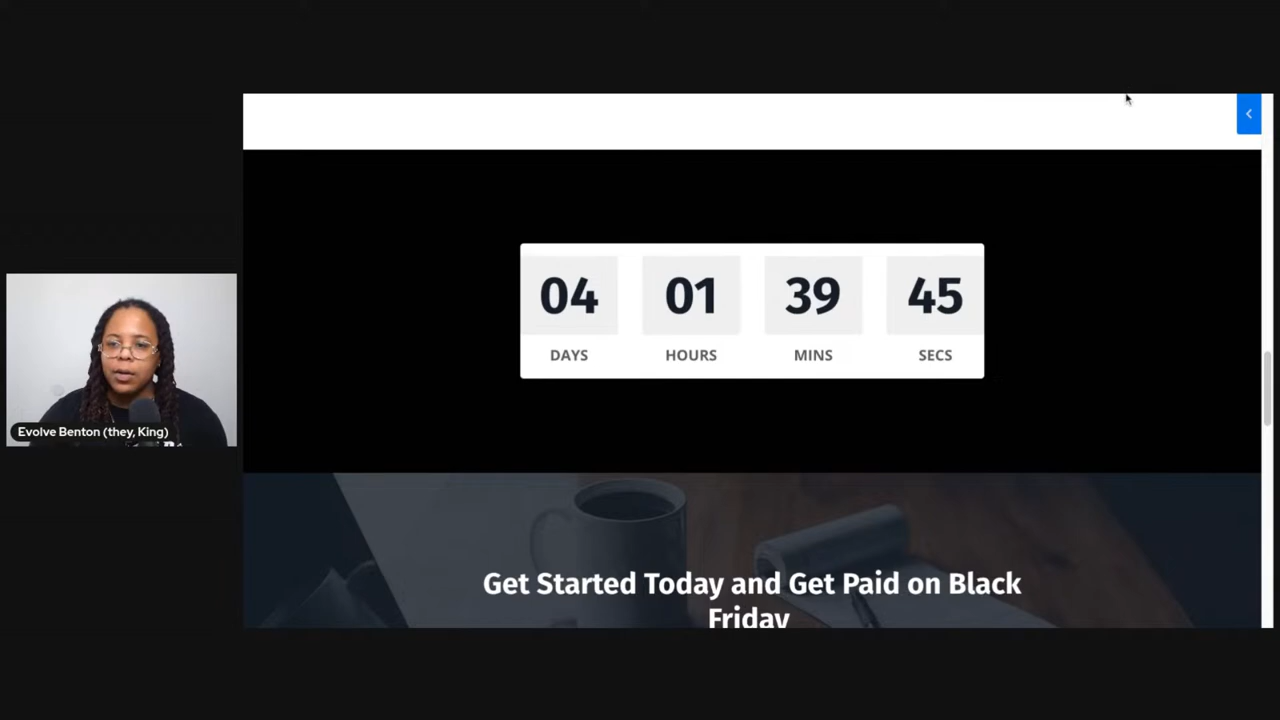 04 01 39 45
DAYS HOURS MINS SECS
Evolve Benton (they, King)
Get Started Today and Get Paid on Black
Friday